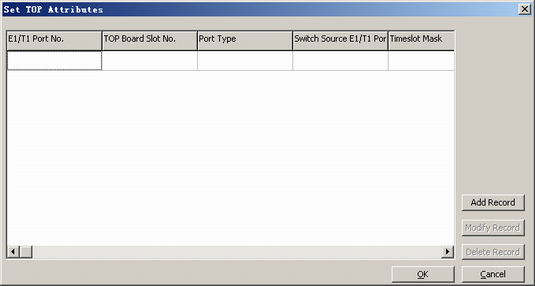 Set TOP Attributes
E1/T1 Port No. TOP Board Slot No. Port Type Switch Source E1/T1 Por Timeslot Mask
Add Record
Modify Record
Delete Record
OK Cancel